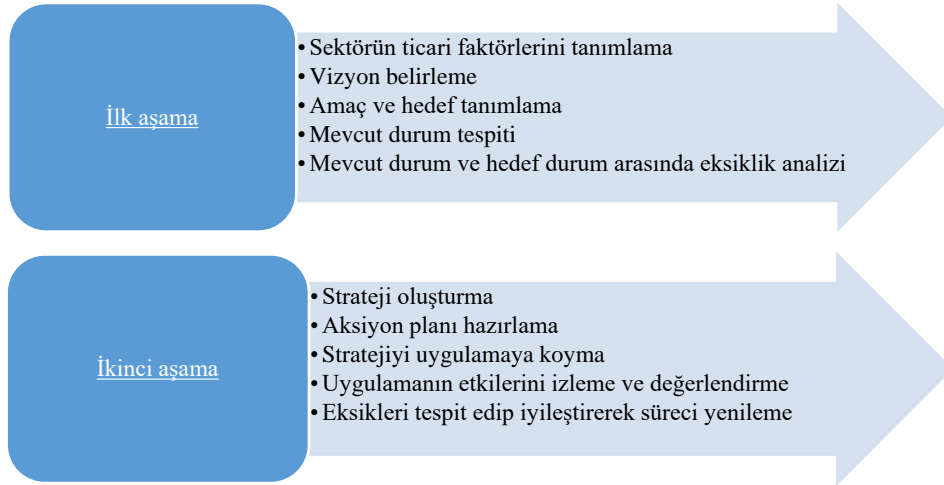 İlk aşama
• Sektörün ticari faktörlerini tanımlama
• Vizyon belirleme
• Amaç ve hedef tanımlama
• Mevcut durum tespiti
• Mevcut durum ve hedef durum arasında eksiklik analizi
İkinci aşama
• Strateji oluşturma
• Aksiyon planı hazırlama
• Stratejiyi uygulamaya koyma
• Uygulamanın etkilerini izleme ve değerlendirme
• Eksikleri tespit edip iyileştirerek süreci yenileme